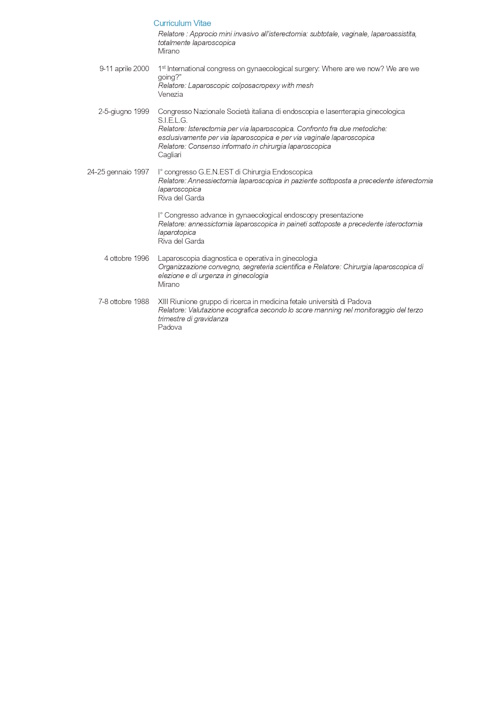 Curriculum Vitae
Relatore : Approcio mini invasivo all'isterectomia: subtotale, vaginale, laparoassistita,
totalmente laparoscopica
Mirano
9-11 aprile 2000 1st International congress on gynaecological surgery: Where are we now? We are we
going?"
Relatore: Laparoscopic colposacropexy with mesh
Venezia
2-5-giugno 1999 Congresso Nazionale Società italiana di endoscopia e laserrterapia ginecologica
S.I.E.L.G.
Relatore: Isterectomia per via laparoscopica. Confronto fra due metodiche:
esclusivamente per via laparoscopica e per via vaginale laparoscopica
Relatore: Consenso informato in chirurgia laparoscopica
Cagliari
24-25 gennaio 1997 I° congresso G.E.N.EST di Chirurgia Endoscopica
Relatore: Annessiectomia laparoscopica in paziente sottoposta a precedente isterectomia
laparoscopica
Riva del Garda
I° Congresso advance in gynaecological endoscopy presentazione
Relatore: annessictomia laparoscopica in paineti sottoposte a precedente isteroctomia
laparotopica
Riva del Garda
4 ottobre 1996 Laparoscopia diagnostica e operativa in ginecologia
Organizzazione convegno, segreteria scientifica e Relatore: Chirurgia laparoscopica di
elezione e di urgenza in ginecologia
Mirano
7-8 ottobre 1988 XIII Riunione gruppo di ricerca in medicina fetale università di Padova
Relatore: Valutazione ecografica secondo lo score manning nel monitoraggio del terzo
trimestre di gravidanza
Padova